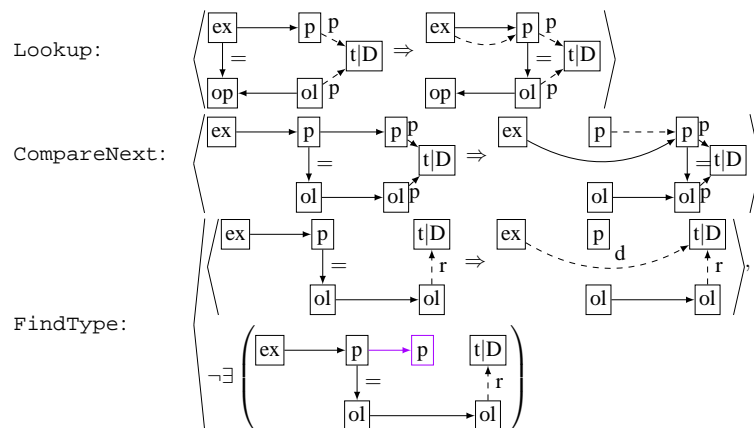 ex p p ex p p
Lookup: = t|D ⇒ = t|D
op ol p op ol p
ex p p p ex p p p
CompareNext: = t|D ⇒ = t|D
ol ol p ol ol p
ex p t|D ex p t|D
= r ⇒ d r ,
ol ol ol ol
FindType:
ex p p t|D
¬∃ = r
ol ol